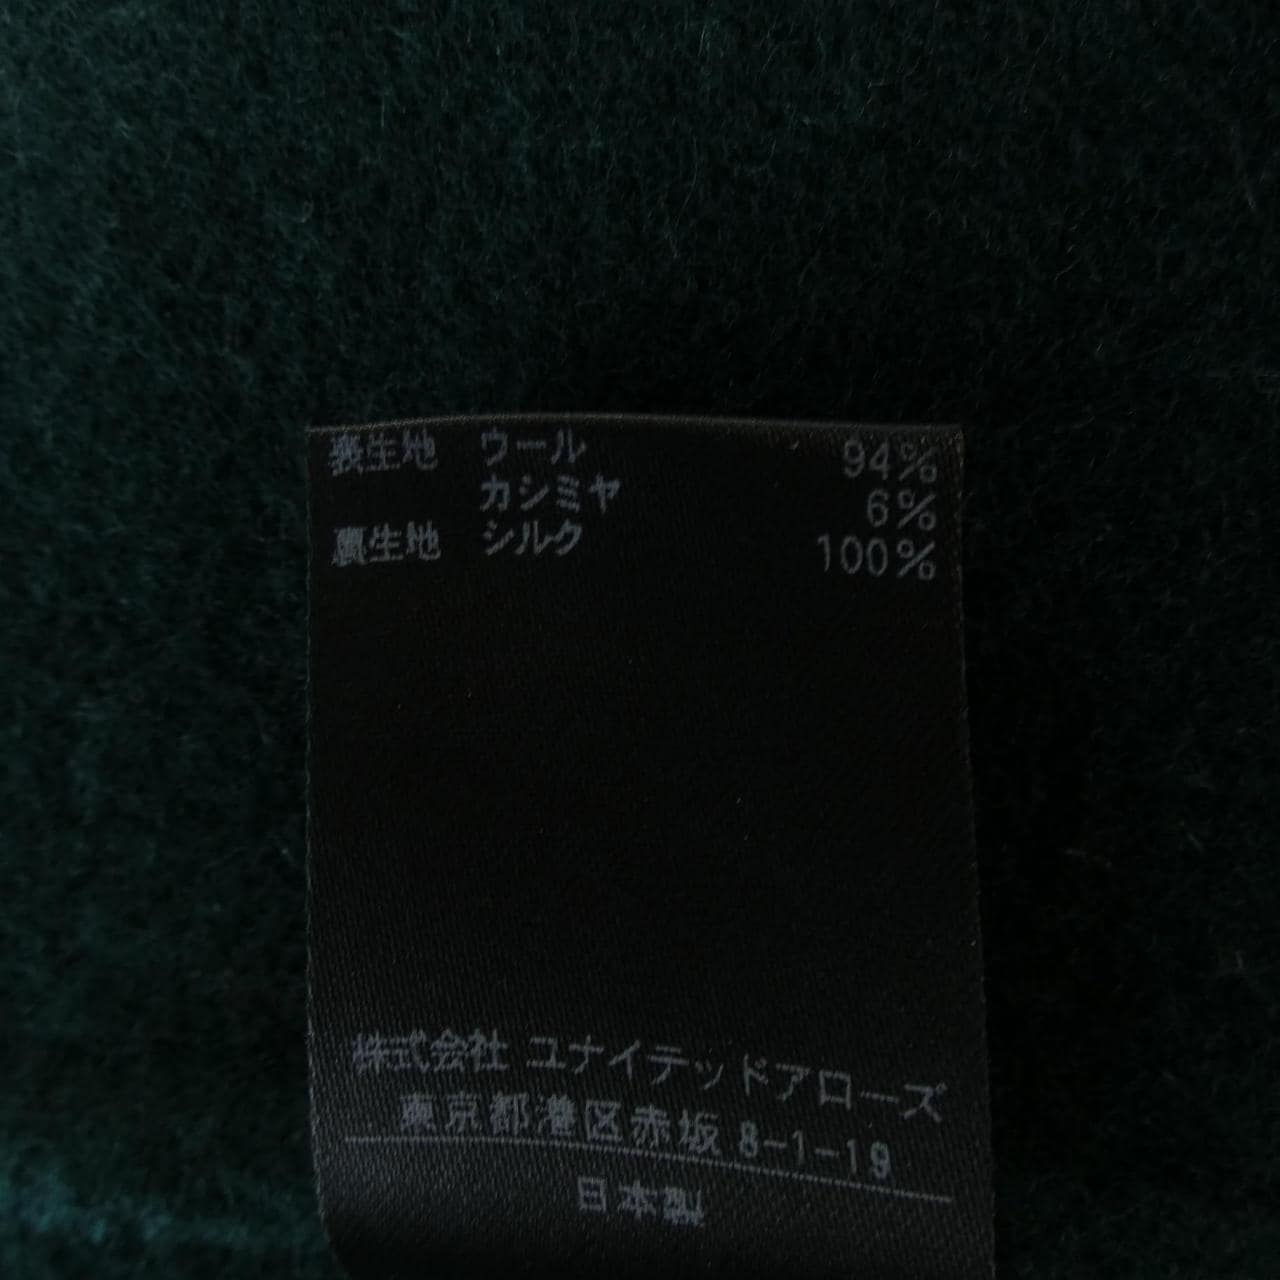 表生地 ウール 94%
カシミヤ 6%
裏生地 シルク 100%
株式会社 ユナイテッドアローズ
東京都港区赤坂 8-1-19
日本製